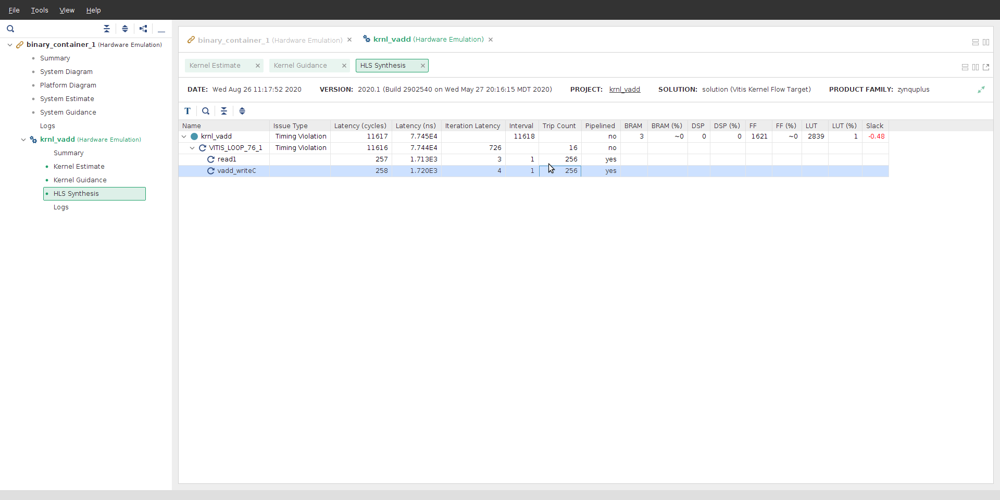 File Tools View Help
binary_container_1 (Hardware Emulation)
Summary
System Diagram
Platform Diagram
System Estimate
System Guidance
Logs
krnl_vadd (Hardware Emulation)
Summary
Kernel Estimate
Kernel Guidance
HLS Synthesis
Logs
binary_container_1 (Hardware Emulation) × krnl_vadd (Hardware Emulation) ×
Kernel Estimate × Kernel Guidance × HLS Synthesis ×
DATE: Wed Aug 26 11:17:52 2020 VERSION: 2020.1 (Build 2902540 on Wed May 27 20:16:15 MDT 2020) PROJECT: krnl_vadd SOLUTION: solution (Vitis Kernel Flow Target) PRODUCT FAMILY: zynquplus
T
Name Issue Type Latency (cycles) Latency (ns) Iteration Latency Interval Trip Count Pipelined BRAM BRAM (%) DSP DSP (%) FF FF (%) LUT LUT (%) Slack
krnl_vadd Timing Violation 11617 7.745E4 11618 no 3 ~0 0 0 1621 ~0 2839 1 -0.48
VITIS_LOOP_76_1 Timing Violation 11616 7.744E4 726 16 no
read1 257 1.713E3 3 1 256 yes
vadd_writeC 258 1.720E3 4 1 256 yes